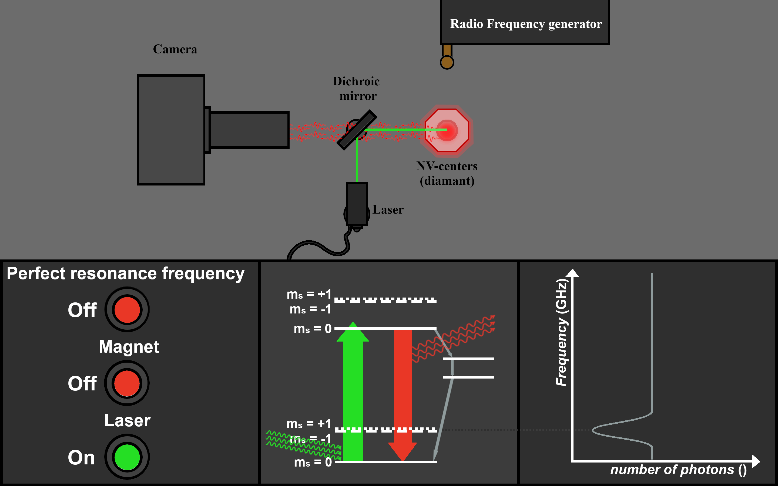 Radio Frequency generator
Camera
Dichroic
mirror
NV-centers
(diamant)
Laser
Perfect resonance frequency
Off
Magnet
Off
Laser
On
mₛ = +1
mₛ = -1
mₛ = 0
mₛ = +1
mₛ = -1
mₛ = 0
Frequency (GHz)
number of photons ()